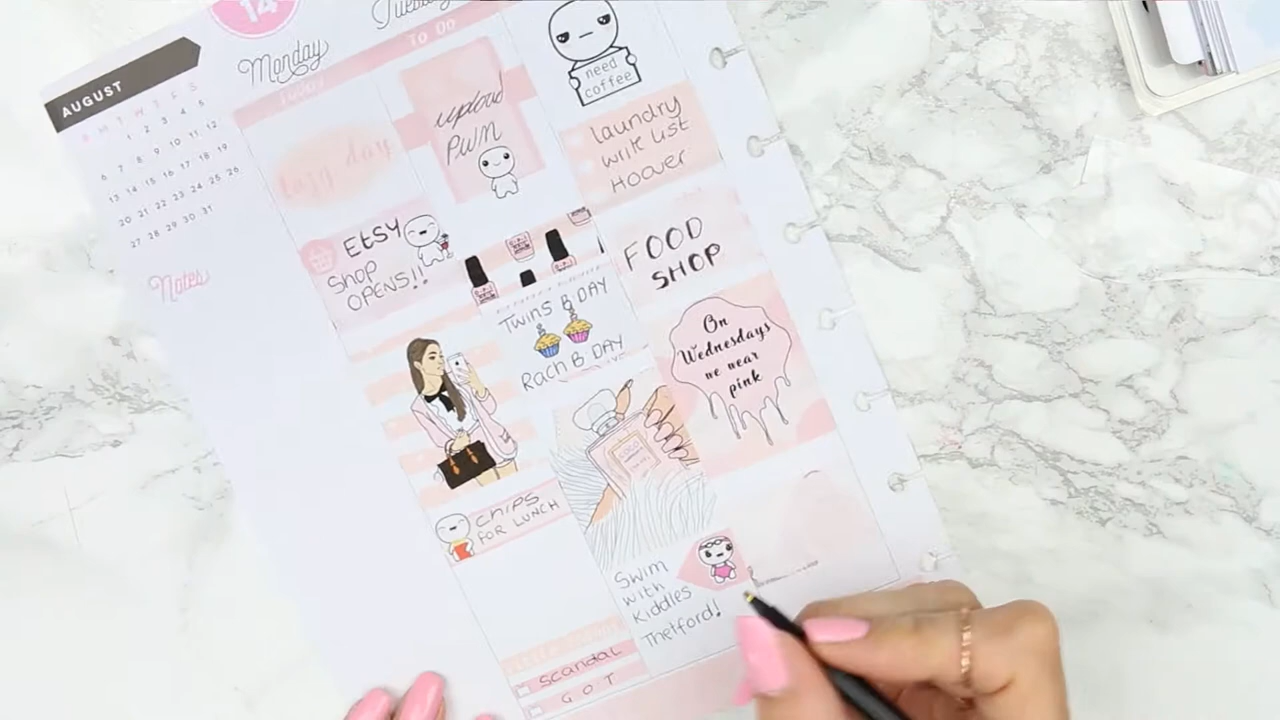 14
AUGUST
S M T W T F S
1 2 3 4 5
6 7 8 9 10 11 12
13 14 15 16 17 18 19
20 21 22 23 24 25 26
27 28 29 30 31
Notes
Monday
lazy day
EtSY
SHOP
OPENS!!
CHIPS
FOR LUNCH
SCANDAL
G O T
Tuesday
To Do
upload
PWM
TWINS B DAY
Rach B DAY
Swim
with
Kiddles
Thetford!
need
coffee
laundry
write list
Hoover
FOOD
SHOP
On
Wednesdays
we wear
pink